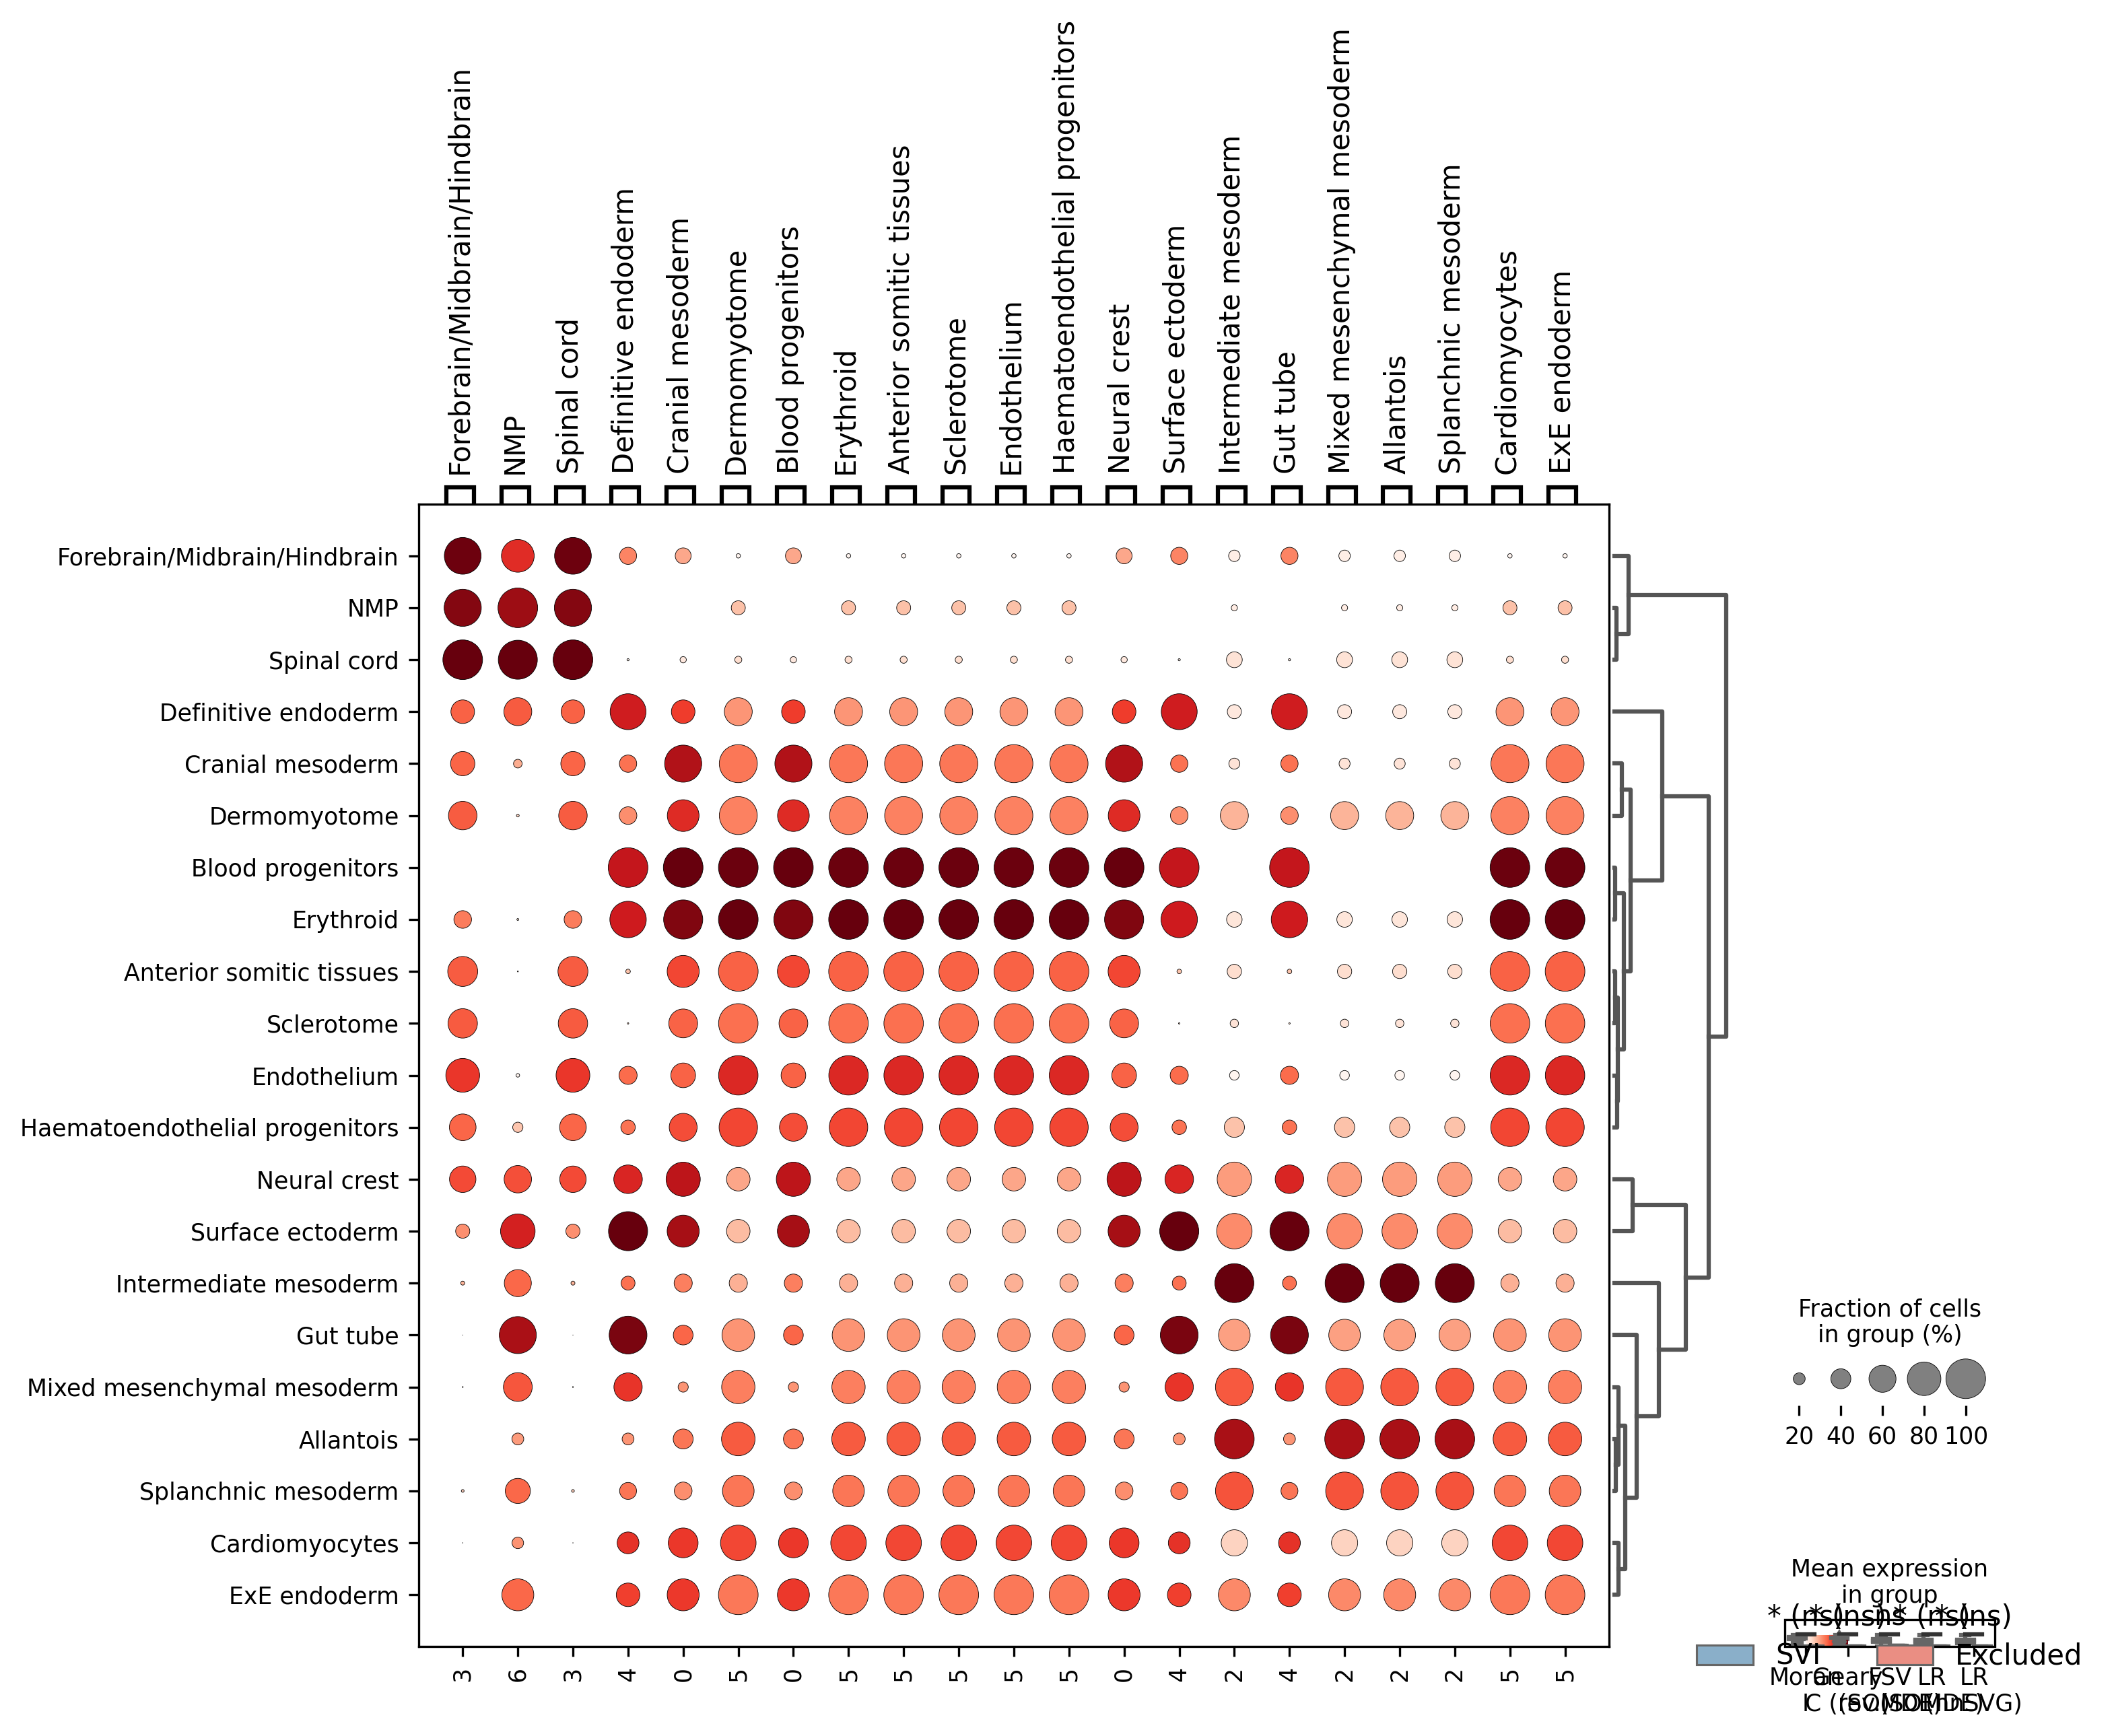 Forebrain/Midbrain/Hindbrain
NMP
Spinal cord
Definitive endoderm
Cranial mesoderm
Dermomyotome
Blood progenitors
Erythroid
Anterior somitic tissues
Sclerotome
Endothelium
Haematoendothelial progenitors
Neural crest
Surface ectoderm
Intermediate mesoderm
Gut tube
Mixed mesenchymal mesoderm
Allantois
Splanchnic mesoderm
Cardiomyocytes
ExE endoderm
Forebrain/Midbrain/Hindbrain
NMP
Spinal cord
Definitive endoderm
Cranial mesoderm
Dermomyotome
Blood progenitors
Erythroid
Anterior somitic tissues
Sclerotome
Endothelium
Haematoendothelial progenitors
Neural crest
Surface ectoderm
Intermediate mesoderm
Gut tube
Mixed mesenchymal mesoderm
Allantois
Splanchnic mesoderm
Cardiomyocytes
ExE endoderm
3 6 3 4 0 5 0 5 5 5 5 5 0 4 2 4 2 2 2 5 5
Fraction of cells
in group (%)
20 40 60 80 100
Mean expression
in group
SVI Excluded
Moran Geary FSV LR LR